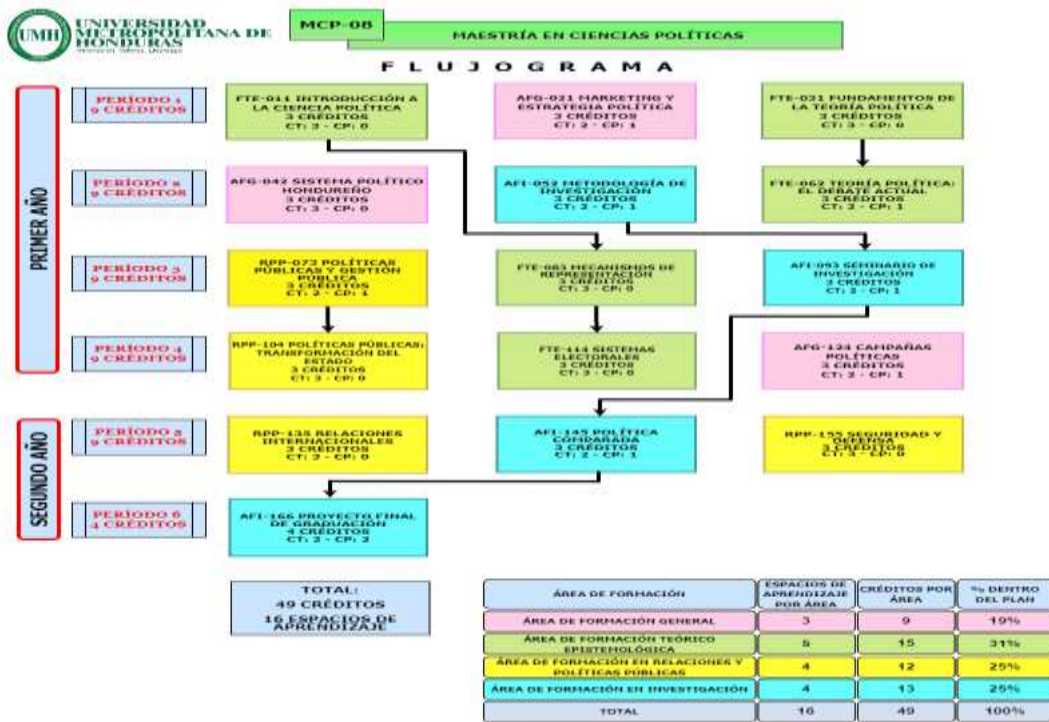 UMH
UNIVERSIDAD
METROPOLITANA DE
HONDURAS
MCP-08
MAESTRÍA EN CIENCIAS POLÍTICAS
FLUJOGRAMA
PRIMER AÑO
PERÍODO 1
9 CRÉDITOS
FTE-011 INTRODUCCIÓN A
LA CIENCIA POLÍTICA
3 CRÉDITOS
CT: 3 - CP: 0
AFG-021 MARKETING Y
ESTRATEGIA POLÍTICA
3 CRÉDITOS
CT: 2 - CP: 1
FTE-031 FUNDAMENTOS DE
LA TEORÍA POLÍTICA
3 CRÉDITOS
CT: 3 - CP: 0
PERÍODO 2
9 CRÉDITOS
AFG-042 SISTEMA POLÍTICO
HONDUREÑO
3 CRÉDITOS
CT: 3 - CP: 0
AFI-052 METODOLOGÍA DE
INVESTIGACIÓN
3 CRÉDITOS
CT: 2 - CP: 1
FTE-062 TEORÍA POLÍTICA:
EL DEBATE ACTUAL
3 CRÉDITOS
CT: 2 - CP: 1
PERÍODO 3
9 CRÉDITOS
RPP-073 POLÍTICAS
PÚBLICAS Y GESTIÓN
PÚBLICA
3 CRÉDITOS
CT: 2 - CP: 1
FTE-083 MECANISMOS DE
REPRESENTACIÓN
3 CRÉDITOS
CT: 3 - CP: 0
AFI-093 SEMINARIO DE
INVESTIGACIÓN
3 CRÉDITOS
CT: 2 - CP: 1
PERÍODO 4
9 CRÉDITOS
RPP-104 POLÍTICAS PÚBLICAS:
TRANSFORMACIÓN DEL
ESTADO
3 CRÉDITOS
CT: 3 - CP: 0
FTE-114 SISTEMAS
ELECTORALES
3 CRÉDITOS
CT: 3 - CP: 0
AFG-124 CAMPAÑAS
POLÍTICAS
3 CRÉDITOS
CT: 2 - CP: 1
SEGUNDO AÑO
PERÍODO 5
9 CRÉDITOS
RPP-135 RELACIONES
INTERNACIONALES
3 CRÉDITOS
CT: 3 - CP: 0
AFI-145 POLÍTICA
COMPARADA
3 CRÉDITOS
CT: 2 - CP: 1
RPP-155 SEGURIDAD Y
DEFENSA
3 CRÉDITOS
CT: 3 - CP: 0
PERÍODO 6
4 CRÉDITOS
AFI-166 PROYECTO FINAL
DE GRADUACIÓN
4 CRÉDITOS
CT: 2 - CP: 2
TOTAL:
49 CRÉDITOS
16 ESPACIOS DE
APRENDIZAJE
ÁREA DE FORMACIÓN
ESPACIOS DE
APRENDIZAJE
POR ÁREA
CRÉDITOS POR
ÁREA
% DENTRO
DEL PLAN
ÁREA DE FORMACIÓN GENERAL 3 9 19%
ÁREA DE FORMACIÓN TEÓRICO
EPISTEMOLÓGICA 5 15 31%
ÁREA DE FORMACIÓN EN RELACIONES Y
POLÍTICAS PÚBLICAS 4 12 25%
ÁREA DE FORMACIÓN EN INVESTIGACIÓN 4 13 25%
TOTAL 16 49 100%